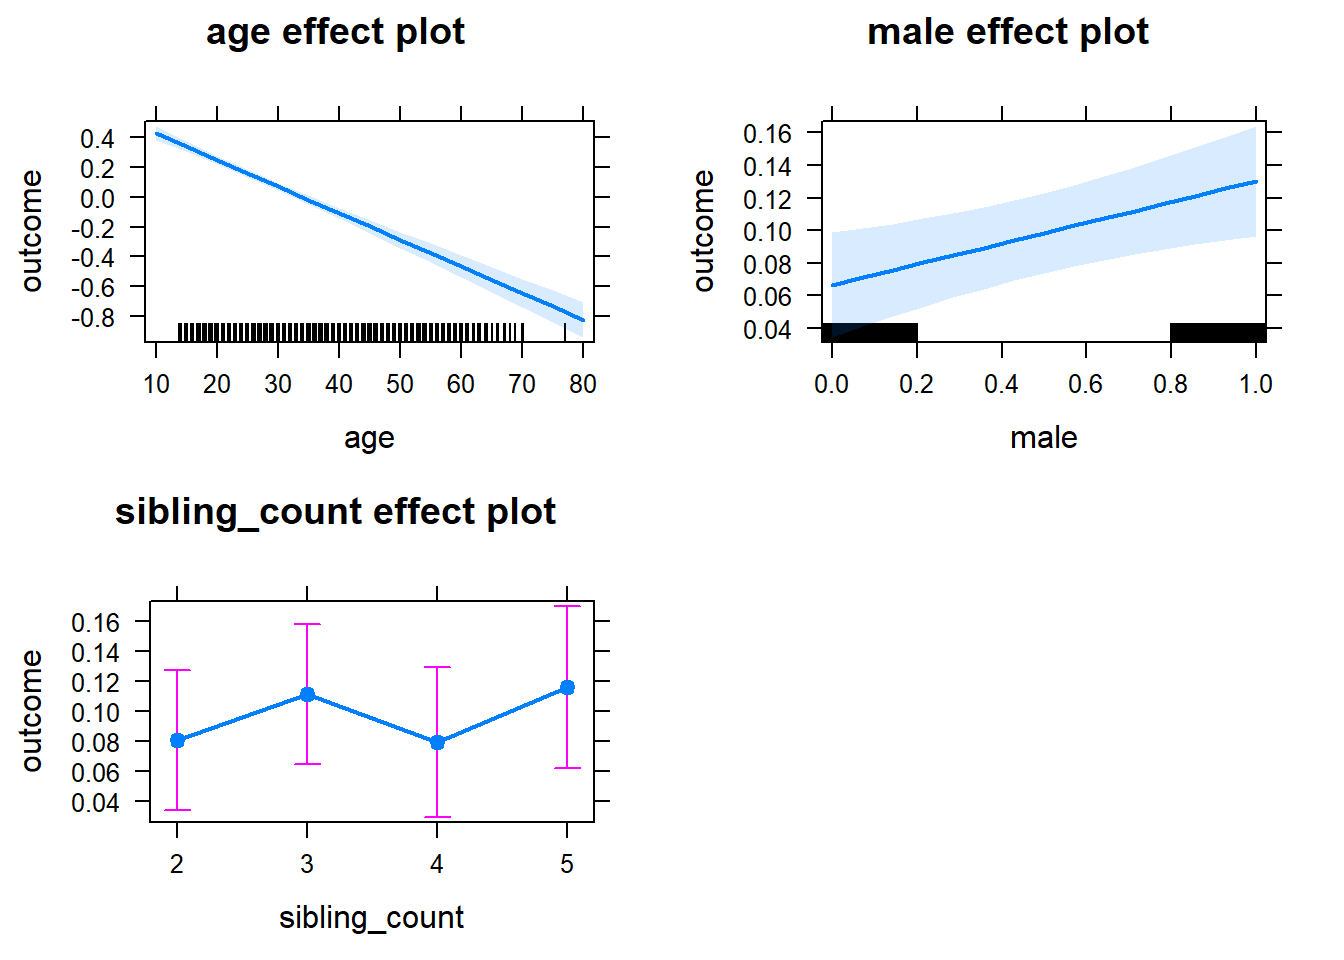 age effect plot
outcome
0.4
0.2
0.0
-0.2
-0.4
-0.6
-0.8
10 20 30 40 50 60 70 80
age
male effect plot
outcome
0.16
0.14
0.12
0.10
0.08
0.06
0.04
0.0 0.2 0.4 0.6 0.8 1.0
male
sibling_count effect plot
outcome
0.16
0.14
0.12
0.10
0.08
0.06
0.04
2 3 4 5
sibling_count